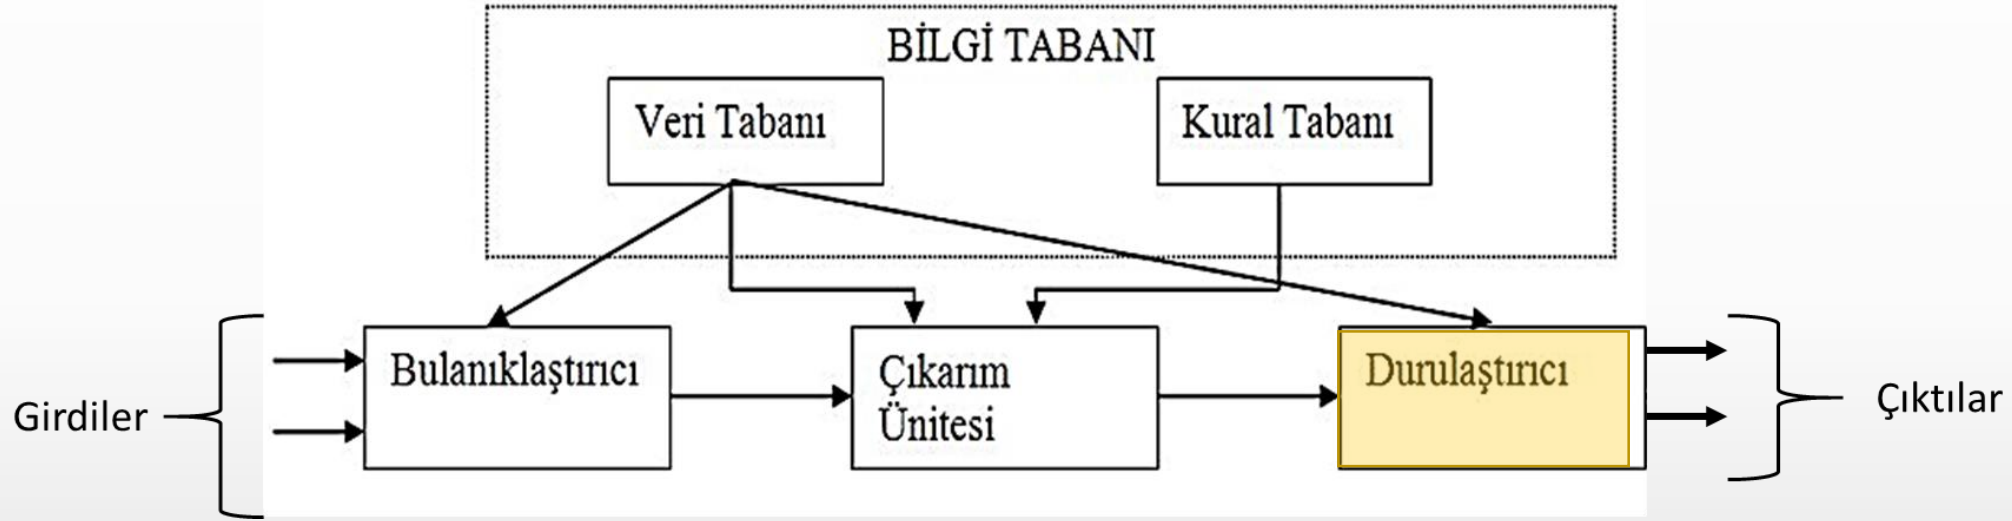 BİLGİ TABANI
Veri Tabanı
Kural Tabanı
Girdiler
Bulanıklaştırıcı
Çıkarım
Ünitesi
Durulaştırıcı
Çıktılar